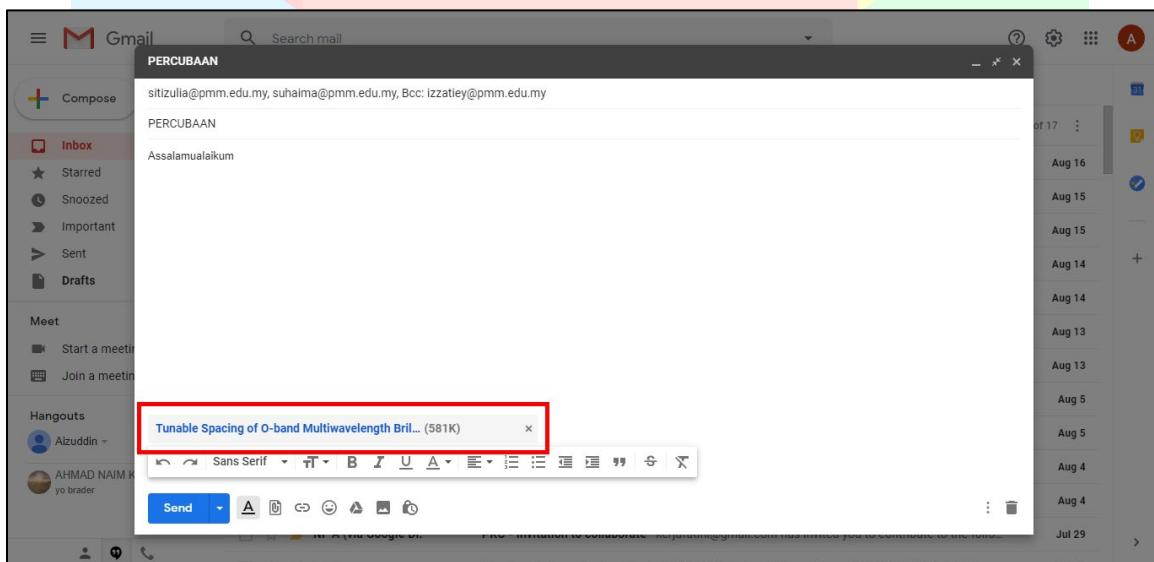 Gmail
Search mail
A
PERCUBAAN
sitizulia@pmm.edu.my, suhaima@pmm.edu.my, Bcc: izzatiey@pmm.edu.my
PERCUBAAN
Assalamualaikum
Compose
Inbox
Starred
Snoozed
Important
Sent
Drafts
Meet
Start a meetin
Join a meetin
Hangouts
Aizuddin
AHMAD NAIM K
yo brader
of 17
Aug 16
Aug 15
Aug 15
Aug 14
Aug 14
Aug 13
Aug 13
Aug 5
Aug 5
Aug 4
Aug 4
Jul 29
31
Tunable Spacing of O-band Multiwavelength Bril... (581K)
Sans Serif
Send